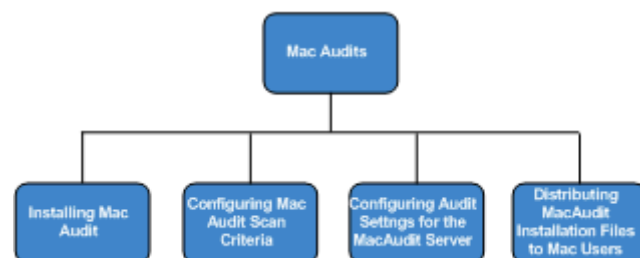 Mac Audits
Installing Mac
Audit
Configuring Mac
Audit Scan
Criteria
Configuring Audit
Settngs for the
MacAudit Server
Distributing
MacAudit
Installation Files
to Mac Users